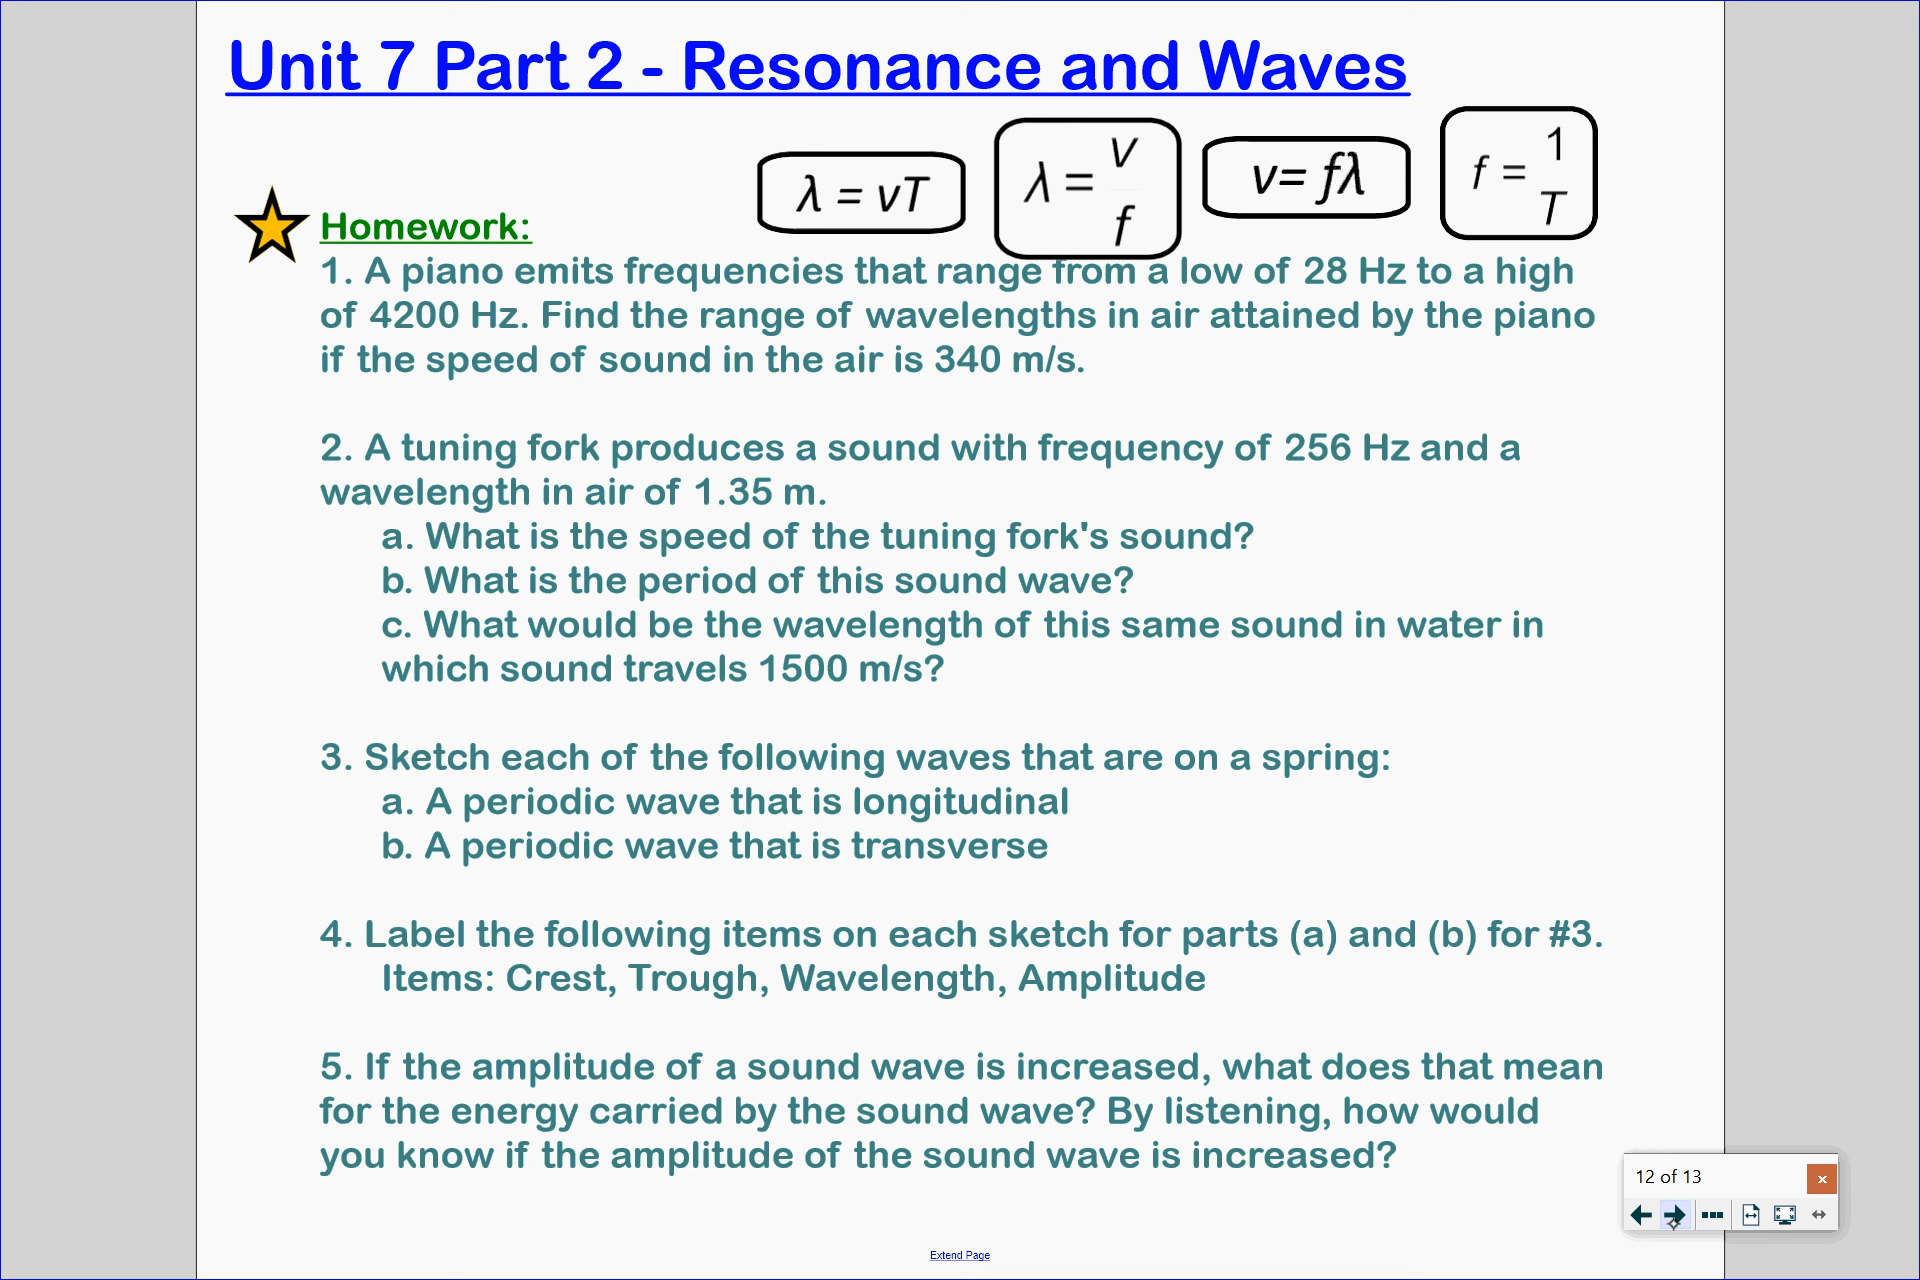 Unit 7 Part 2 - Resonance and Waves
λ = vT
λ = v/f
v= fλ
f = 1/T
Homework:
1. A piano emits frequencies that range from a low of 28 Hz to a high
of 4200 Hz. Find the range of wavelengths in air attained by the piano
if the speed of sound in the air is 340 m/s.
2. A tuning fork produces a sound with frequency of 256 Hz and a
wavelength in air of 1.35 m.
a. What is the speed of the tuning fork's sound?
b. What is the period of this sound wave?
c. What would be the wavelength of this same sound in water in
which sound travels 1500 m/s?
3. Sketch each of the following waves that are on a spring:
a. A periodic wave that is longitudinal
b. A periodic wave that is transverse
4. Label the following items on each sketch for parts (a) and (b) for #3.
Items: Crest, Trough, Wavelength, Amplitude
5. If the amplitude of a sound wave is increased, what does that mean
for the energy carried by the sound wave? By listening, how would
you know if the amplitude of the sound wave is increased?
12 of 13
Extend Page